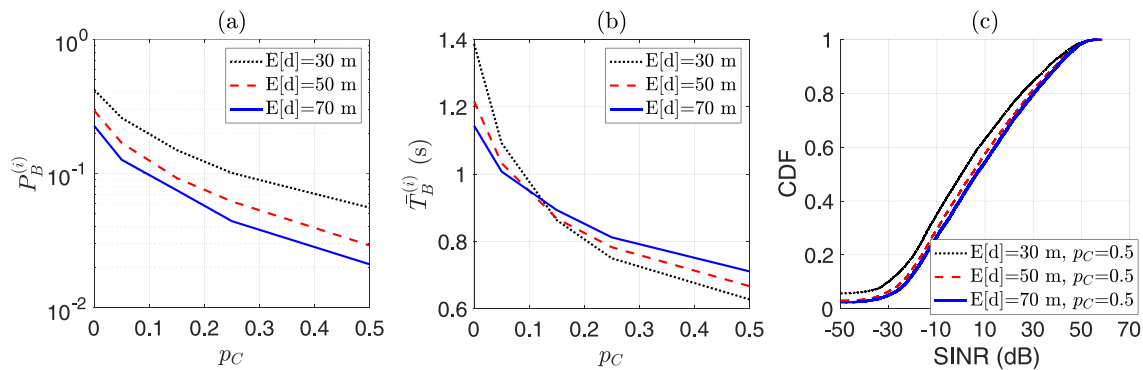 (a)
10^0
10^{-1}
10^{-2}
P_B^{(i)}
E[d]=30 m
E[d]=50 m
E[d]=70 m
0 0.1 0.2 0.3 0.4 0.5
p_C
(b)
1.4
1.2
1
0.8
0.6
T̄_B^{(i)} (s)
E[d]=30 m
E[d]=50 m
E[d]=70 m
0 0.1 0.2 0.3 0.4 0.5
p_C
(c)
1
0.8
0.6
0.4
0.2
0
CDF
E[d]=30 m, p_C=0.5
E[d]=50 m, p_C=0.5
E[d]=70 m, p_C=0.5
-50 -30 -10 10 30 50 70
SINR (dB)